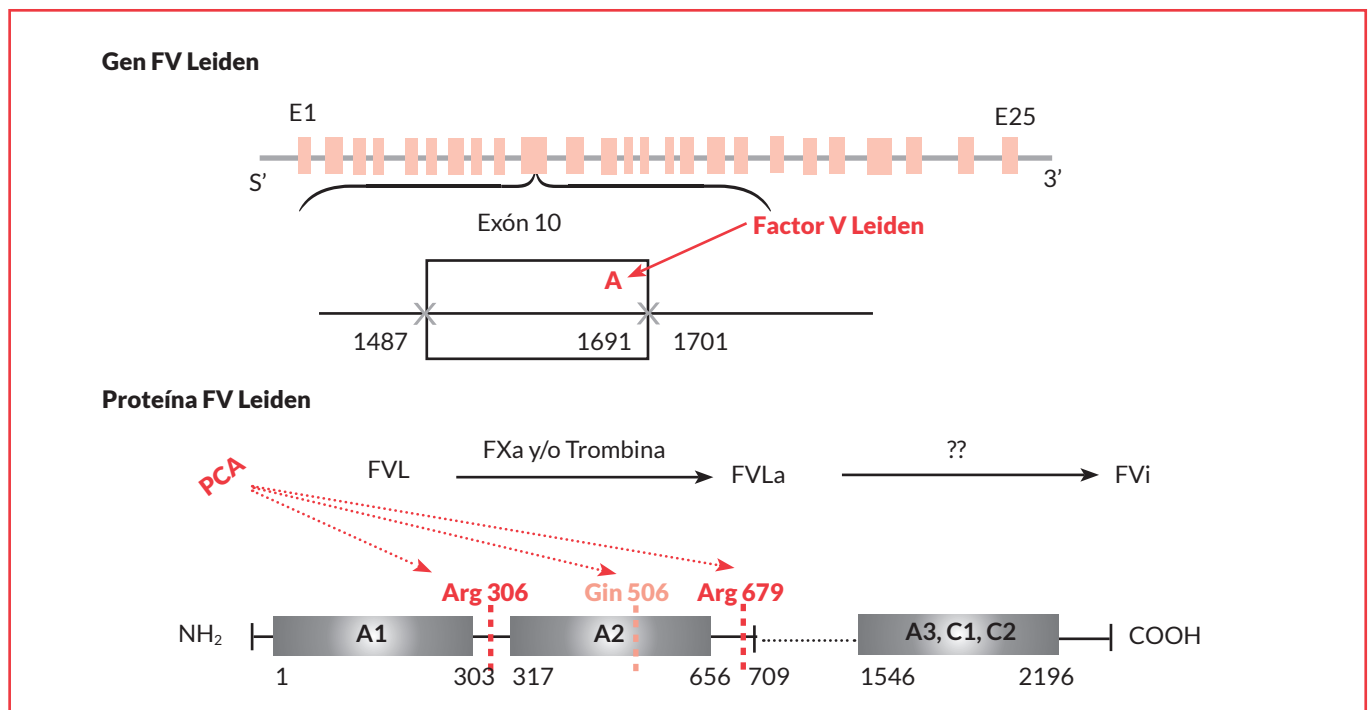 Gen FV Leiden
E1
E25
S’
3’
Exón 10
Factor V Leiden
A
1487
1691
1701
Proteína FV Leiden
PCA
FVL
FXa y/o Trombina
FVLa
??
FVi
Arg 306
Gin 506
Arg 679
NH₂
A1
A2
A3, C1, C2
COOH
1
303
317
656
709
1546
2196